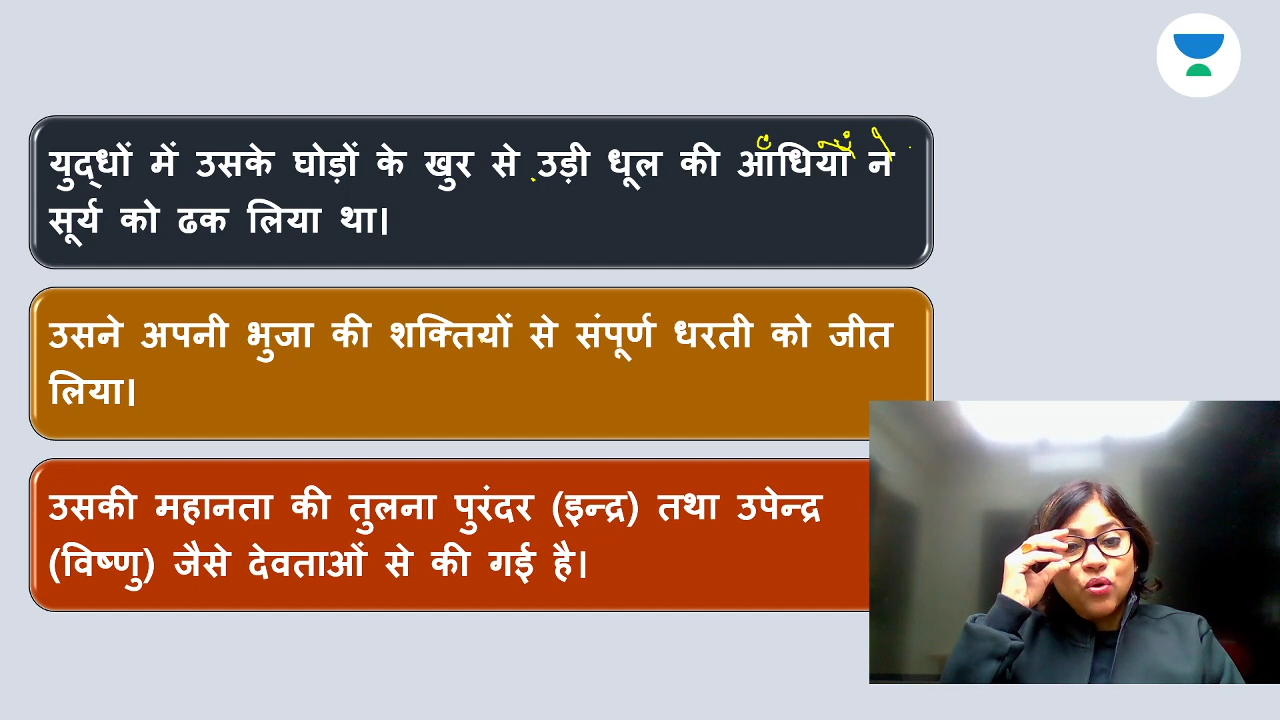 युद्धों में उसके घोड़ों के खुर से उड़ी धूल की आंधियों ने
सूर्य को ढक लिया था।
उसने अपनी भुजा की शक्तियों से संपूर्ण धरती को जीत
लिया।
उसकी महानता की तुलना पुरंदर (इन्द्र) तथा उपेन्द्र
(विष्णु) जैसे देवताओं से की गई है।